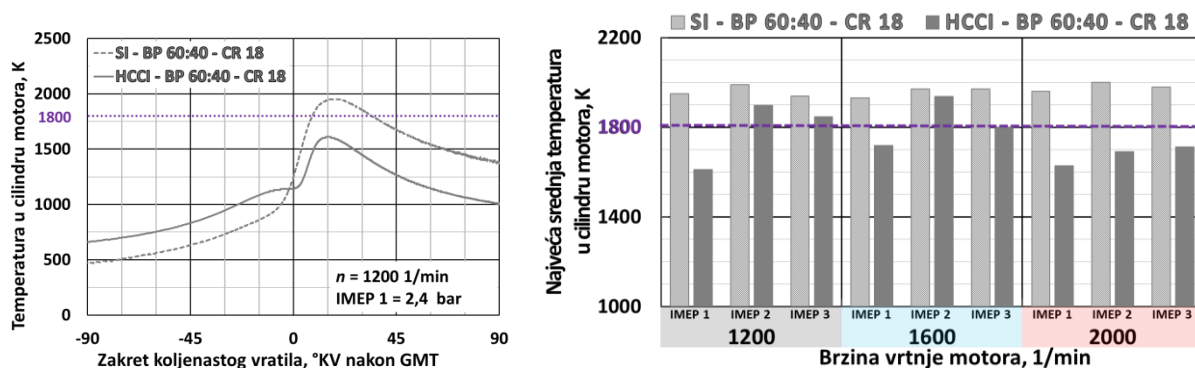 2500
2000
1800
1500
1000
500
0
-90
-45
0
45
90
Temperatura u cilindru motora, K
SI - BP 60:40 - CR 18
HCCI - BP 60:40 - CR 18
n = 1200 1/min
IMEP 1 = 2,4 bar
Zakret koljenastog vratila, °KV nakon GMT
SI - BP 60:40 - CR 18
HCCI - BP 60:40 - CR 18
Najveća srednja temperatura
u cilindru motora, K
2200
1800
1400
1000
IMEP 1 IMEP 2 IMEP 3 IMEP 1 IMEP 2 IMEP 3 IMEP 1 IMEP 2 IMEP 3
1200 1600 2000
Brzina vrtnje motora, 1/min